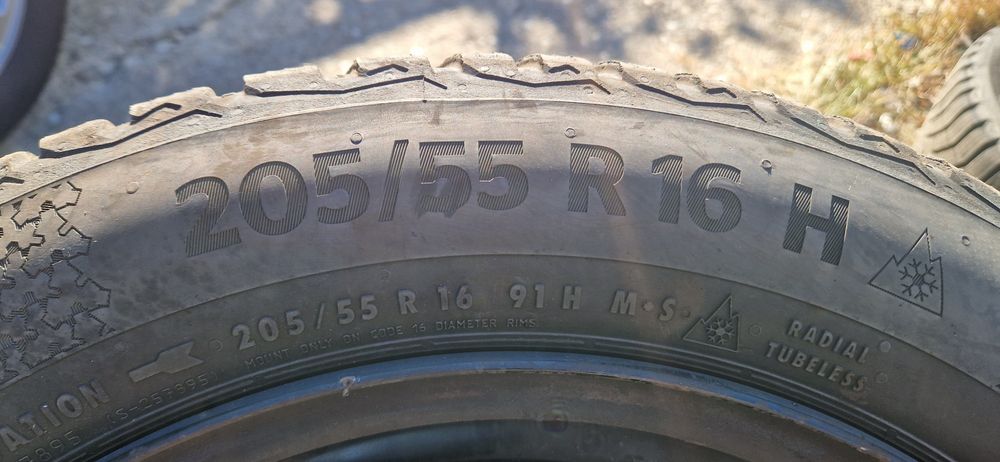 205/55 R 16 H
205/55 R 16 91 H M·S·
MOUNT ONLY ON CODE 16 DIAMETER RIMS
RADIAL
TUBELESS